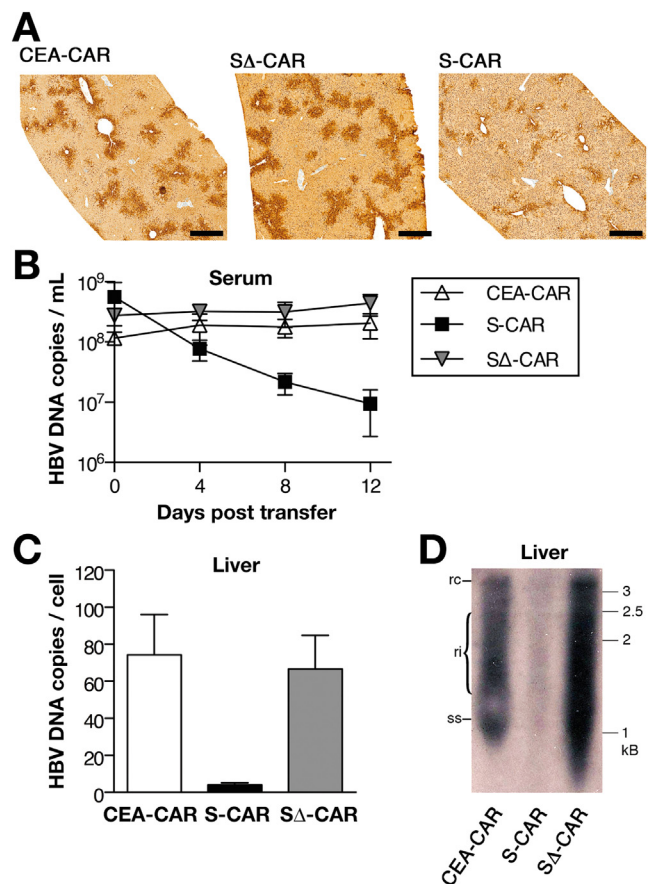 A
CEA-CAR
SΔ-CAR
S-CAR
B
Serum
HBV DNA copies / mL
10⁹
10⁸
10⁷
10⁶
0
4
8
12
Days post transfer
CEA-CAR
S-CAR
SΔ-CAR
C
Liver
HBV DNA copies / cell
120
100
80
60
40
20
0
CEA-CAR S-CAR SΔ-CAR
D
Liver
rc
ri
ss
3
2.5
2
1
kB
CEA-CAR
S-CAR
SΔ-CAR